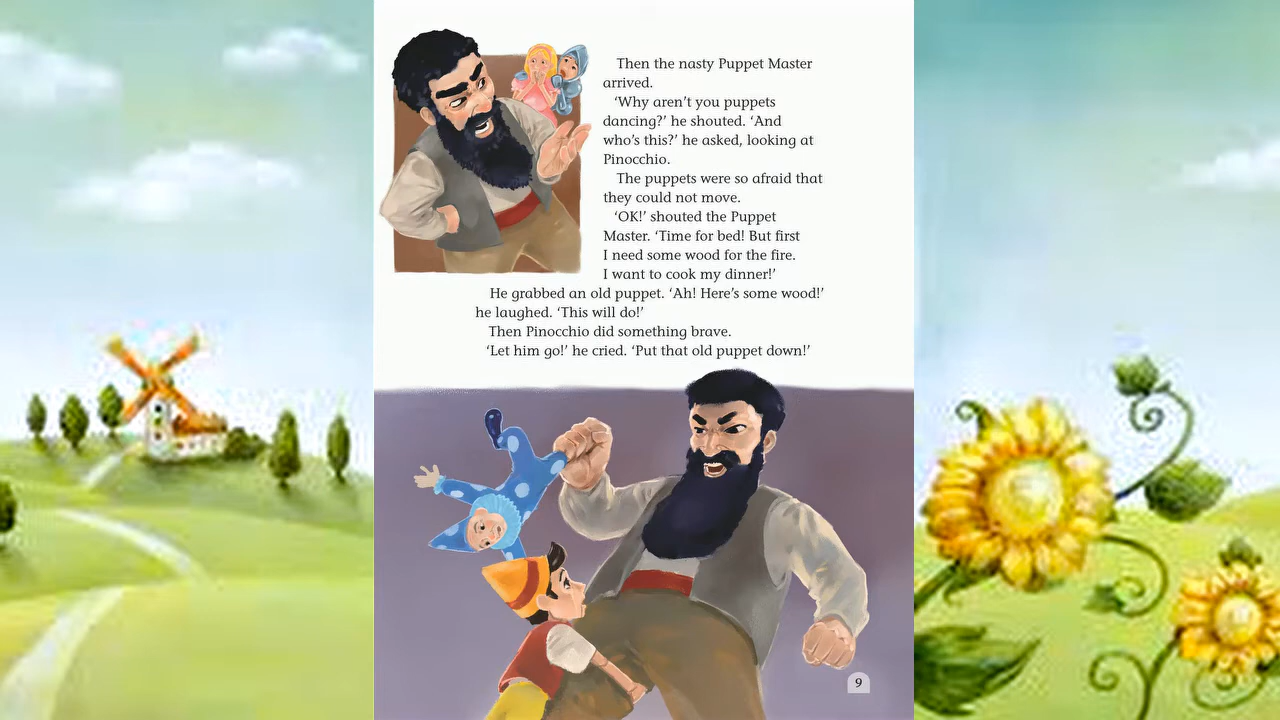 Then the nasty Puppet Master
arrived.
‘Why aren’t you puppets
dancing?’ he shouted. ‘And
who’s this?’ he asked, looking at
Pinocchio.
The puppets were so afraid that
they could not move.
‘OK!’ shouted the Puppet
Master. ‘Time for bed! But first
I need some wood for the fire.
I want to cook my dinner!’
He grabbed an old puppet. ‘Ah! Here’s some wood!’
he laughed. ‘This will do!’
Then Pinocchio did something brave.
‘Let him go!’ he cried. ‘Put that old puppet down!’
9